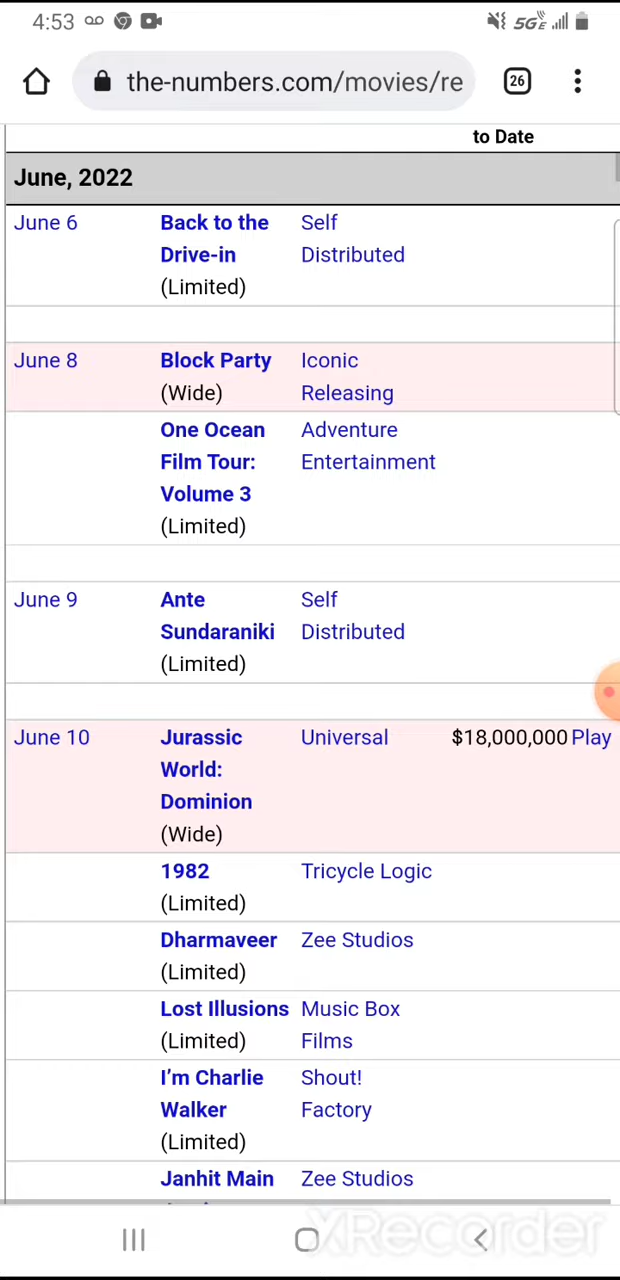 4:53 5GE
the-numbers.com/movies/re 26
to Date
June, 2022
June 6 Back to the Self
Drive-in Distributed
(Limited)
June 8 Block Party Iconic
(Wide) Releasing
One Ocean Adventure
Film Tour: Entertainment
Volume 3
(Limited)
June 9 Ante Self
Sundaraniki Distributed
(Limited)
June 10 Jurassic Universal $18,000,000 Play
World:
Dominion
(Wide)
1982 Tricycle Logic
(Limited)
Dharmaveer Zee Studios
(Limited)
Lost Illusions Music Box
(Limited) Films
I'm Charlie Shout!
Walker Factory
(Limited)
Janhit Main Zee Studios
XRecorder